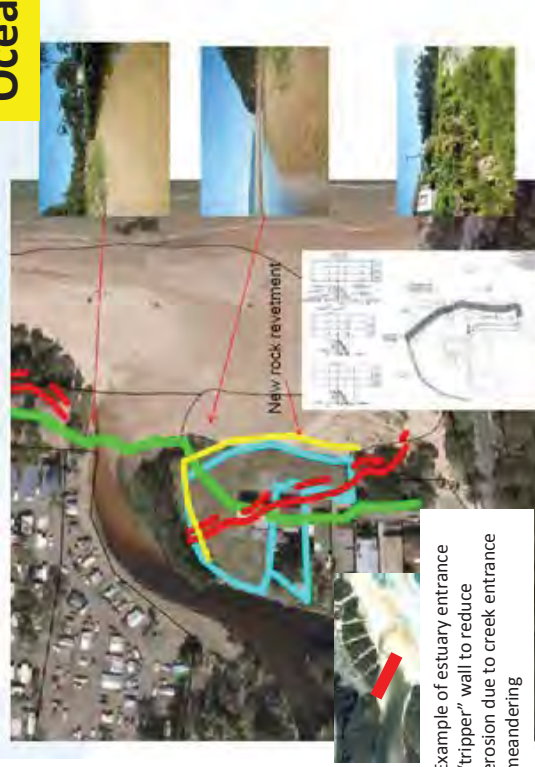 Ocea
New rock revetment
Example of estuary entrance
“tripper” wall to reduce
erosion due to creek entrance
meandering